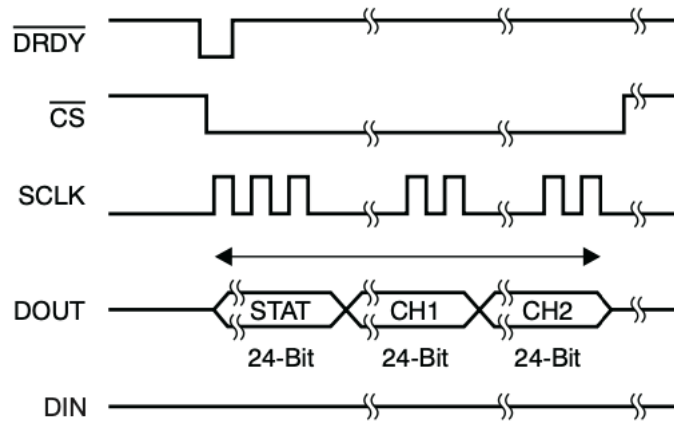 DRDY
CS
SCLK
DOUT STAT CH1 CH2
24-Bit 24-Bit 24-Bit
DIN